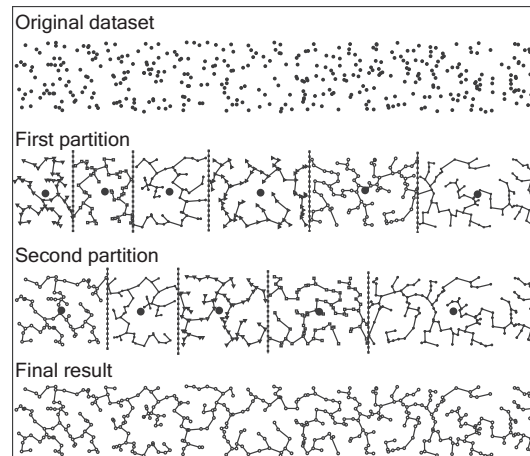 Original dataset
First partition
Second partition
Final result